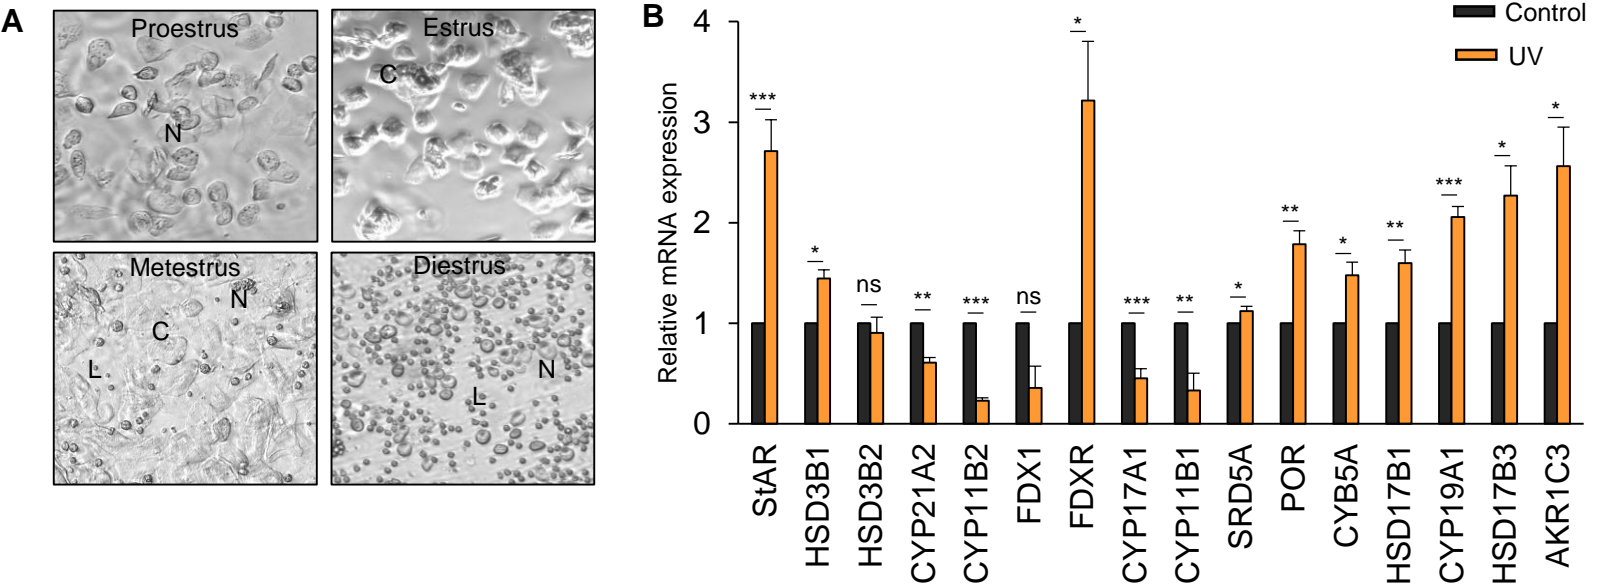 A
Proestrus
N
Estrus
C
Metestrus
N
C
L
Diestrus
N
L
B
Control
UV
Relative mRNA expression
4
3
2
1
0
***
*
ns
**
***
ns
*
***
**
*
**
*
**
***
*
*
StAR
HSD3B1
HSD3B2
CYP21A2
CYP11B2
FDX1
FDXR
CYP17A1
CYP11B1
SRD5A
POR
CYB5A
HSD17B1
CYP19A1
HSD17B3
AKR1C3